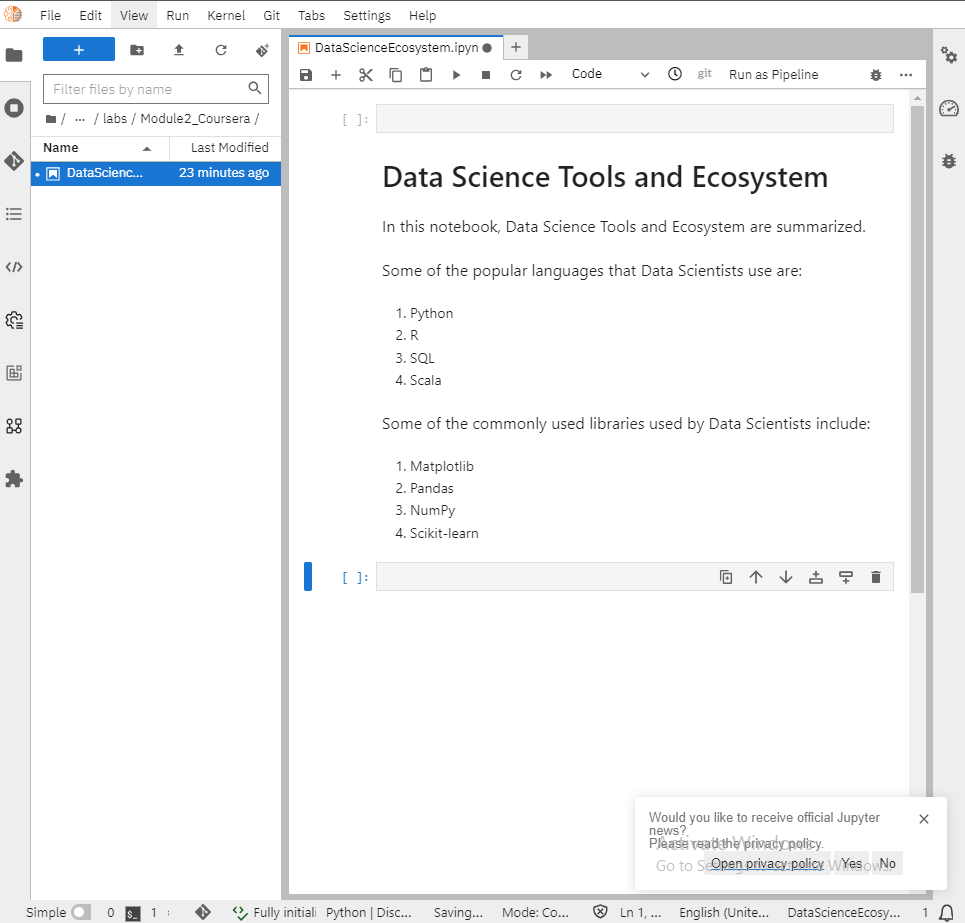 File Edit View Run Kernel Git Tabs Settings Help
+
Filter files by name
/ ... / labs / Module2_Coursera /
Name Last Modified
DataScienc... 23 minutes ago
DataScienceEcosystem.ipyn
+
Code git Run as Pipeline ...
[ ]:
Data Science Tools and Ecosystem
In this notebook, Data Science Tools and Ecosystem are summarized.
Some of the popular languages that Data Scientists use are:
1. Python
2. R
3. SQL
4. Scala
Some of the commonly used libraries used by Data Scientists include:
1. Matplotlib
2. Pandas
3. NumPy
4. Scikit-learn
[ ]:
Would you like to receive official Jupyter
news?
Please read the privacy policy.
Open privacy policy Yes No
Activate Windows
Go to Settings to activate Windows.
Simple 0 $_ 1 Fully initiali Python | Disc... Saving... Mode: Co... Ln 1, ... English (Unite... DataScienceEcosy... 1